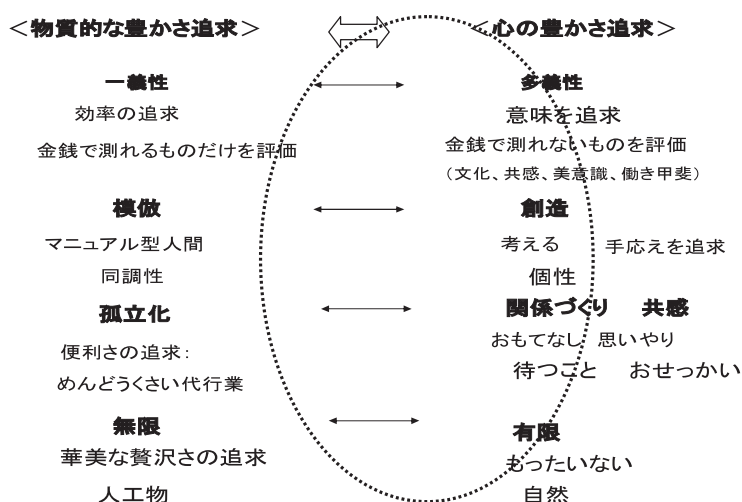 ＜物質的な豊かさ追求＞ ＜心の豊かさ追求＞
一義性 多義性
効率の追求 意味を追求
金銭で測れるものだけを評価 金銭で測れないものを評価
（文化、共感、美意識、働き甲斐）
模倣 創造
マニュアル型人間 考える 手応えを追求
同調性 個性
孤立化 関係づくり 共感
便利さの追求： おもてなし 思いやり
めんどうくさい代行業 待つこと おせっかい
無限 有限
華美な贅沢さの追求 もったいない
人工物 自然